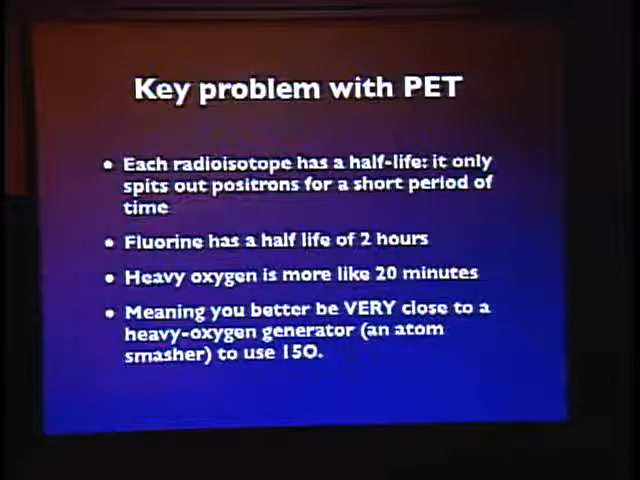 Key problem with PET
• Each radioisotope has a half-life: it only
spits out positrons for a short period of
time
• Fluorine has a half life of 2 hours
• Heavy oxygen is more like 20 minutes
• Meaning you better be VERY close to a
heavy-oxygen generator (an atom
smasher) to use 15O.